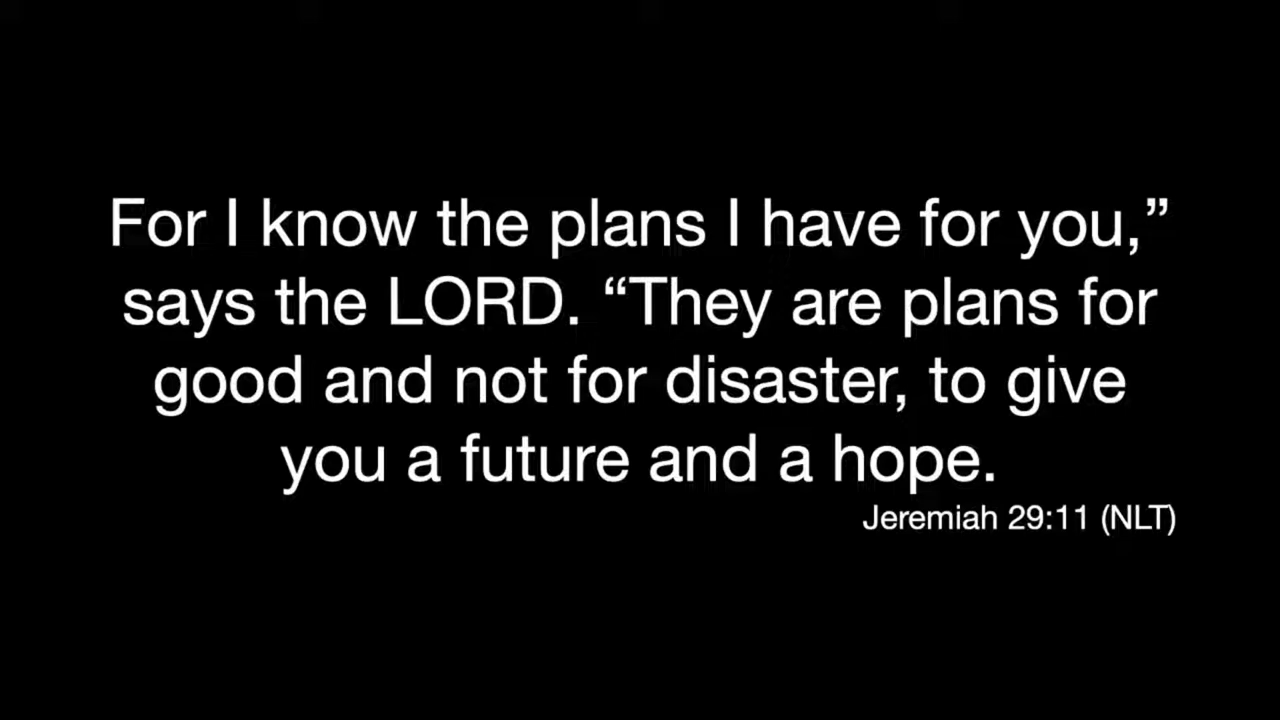 For I know the plans I have for you,”
says the LORD. “They are plans for
good and not for disaster, to give
you a future and a hope.
Jeremiah 29:11 (NLT)